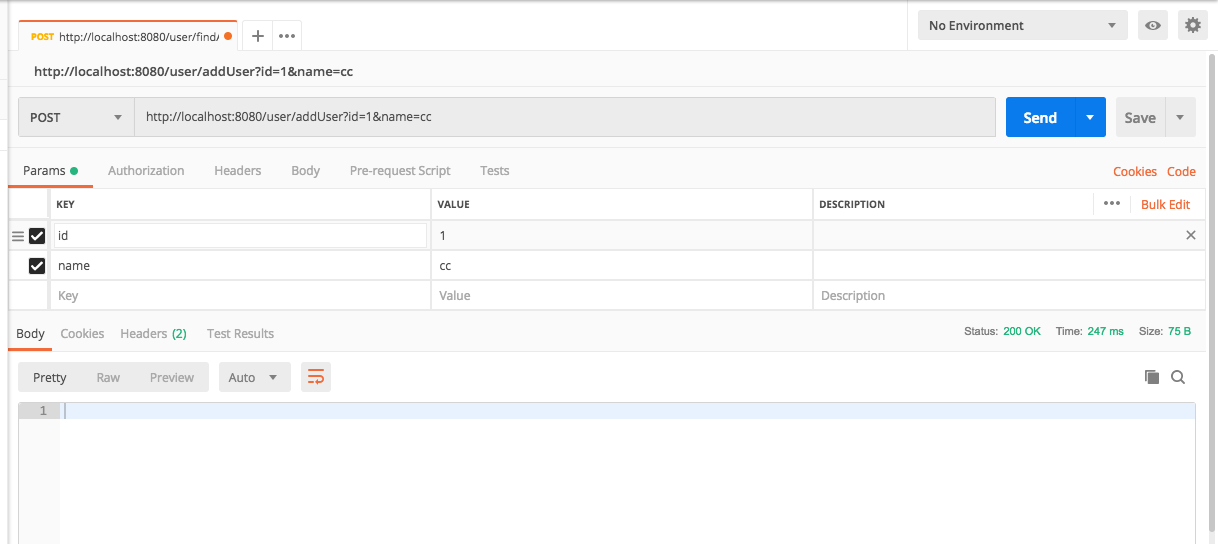 No Environment
POST http://localhost:8080/user/find/
http://localhost:8080/user/addUser?id=1&name=cc
POST http://localhost:8080/user/addUser?id=1&name=cc Send Save
Params Authorization Headers Body Pre-request Script Tests Cookies Code
KEY VALUE DESCRIPTION Bulk Edit
id 1
name cc
Key Value Description
Body Cookies Headers (2) Test Results Status: 200 OK Time: 247 ms Size: 75 B
Pretty Raw Preview Auto
1